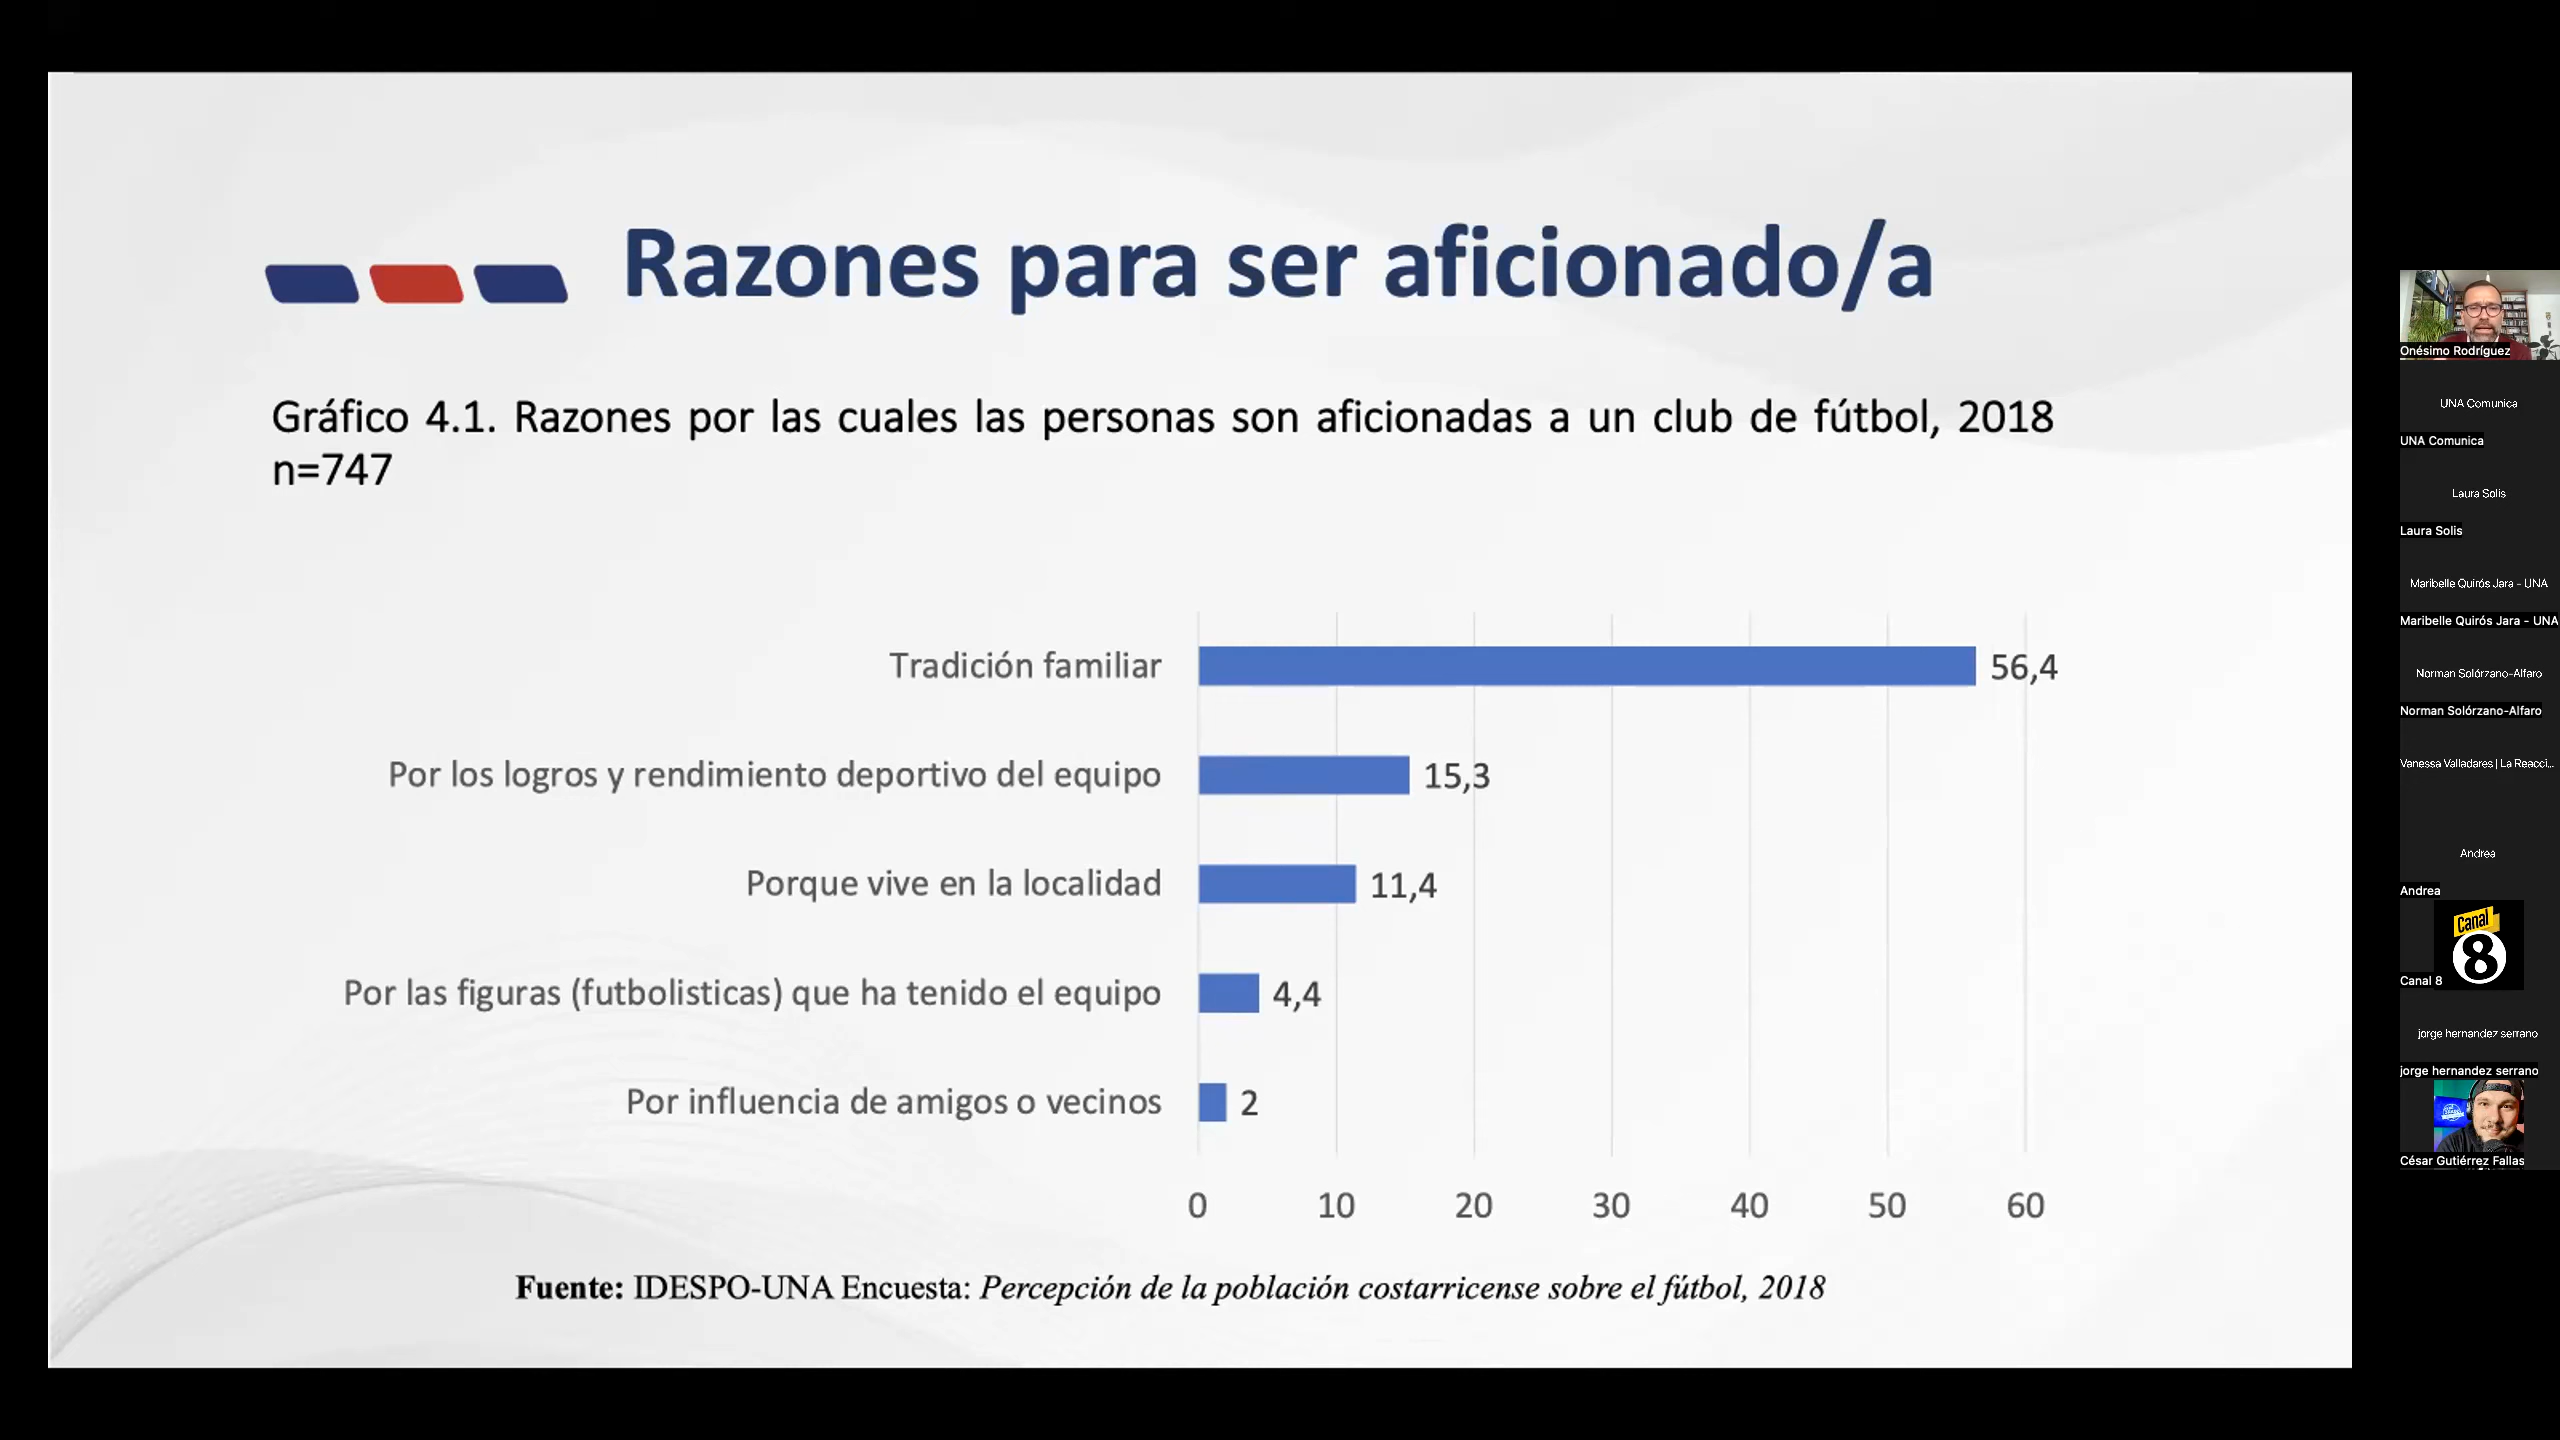 Razones para ser aficionado/a
Gráfico 4.1. Razones por las cuales las personas son aficionadas a un club de fútbol, 2018
n=747
Tradición familiar 56,4
Por los logros y rendimiento deportivo del equipo 15,3
Porque vive en la localidad 11,4
Por las figuras (futbolisticas) que ha tenido el equipo 4,4
Por influencia de amigos o vecinos 2
0 10 20 30 40 50 60
Fuente: IDESPO-UNA Encuesta: Percepción de la población costarricense sobre el fútbol, 2018
Onésimo Rodríguez
UNA Comunica
UNA Comunica
Laura Solis
Laura Solis
Maribelle Quirós Jara - UNA
Maribelle Quirós Jara - UNA
Norman Solórzano-Alfaro
Norman Solórzano-Alfaro
Vanessa Valladares | La Reacci...
Andrea
Andrea
Canal
8
Canal 8
jorge hernandez serrano
jorge hernandez serrano
César Gutiérrez Fallas